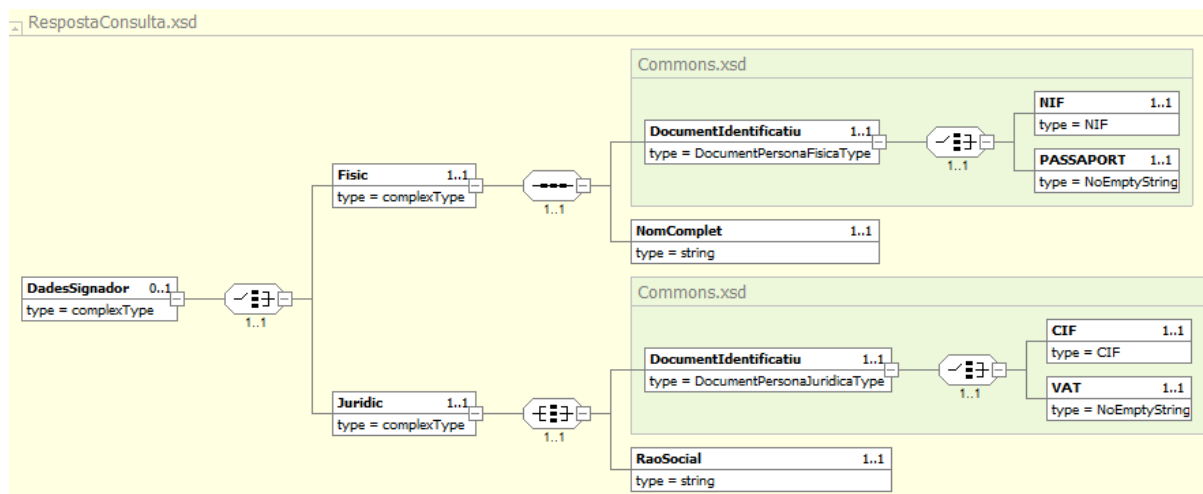 RespostaConsulta.xsd
Commons.xsd
NIF 1..1
type = NIF
DocumentIdentificatiu 1..1
type = DocumentPersonaFisicaType
1..1
PASSAPORT 1..1
type = NoEmptyString
Fisic 1..1
type = complexType
1..1
NomComplet 1..1
type = string
DadesSignador 0..1
type = complexType
1..1
Commons.xsd
CIF 1..1
type = CIF
DocumentIdentificatiu 1..1
type = DocumentPersonaJuridicaType
1..1
VAT 1..1
type = NoEmptyString
Juridic 1..1
type = complexType
1..1
RaoSocial 1..1
type = string